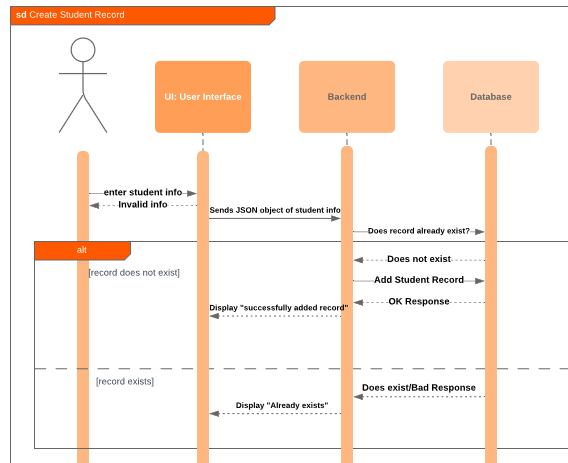 sd Create Student Record
UI: User Interface
Backend
Database
enter student info
Invalid info
Sends JSON object of student info
Does record already exist?
alt
Does not exist
[record does not exist]
Add Student Record
OK Response
Display "successfully added record"
[record exists]
Does exist/Bad Response
Display "Already exists"